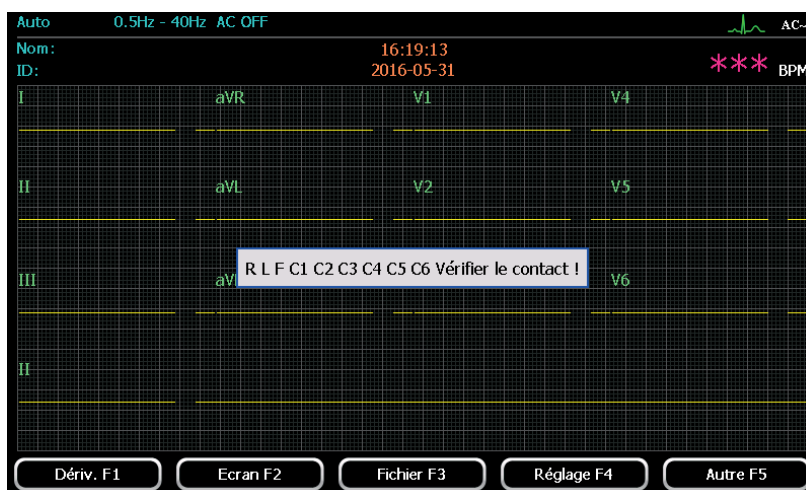 Auto 0.5Hz - 40Hz AC OFF AC~
Nom:
16:19:13
ID:
2016-05-31
*** BPM
I aVR V1 V4
II aVL V2 V5
R L F C1 C2 C3 C4 C5 C6 Vérifier le contact !
III aV V6
II
Dériv. F1 Ecran F2 Fichier F3 Réglage F4 Autre F5